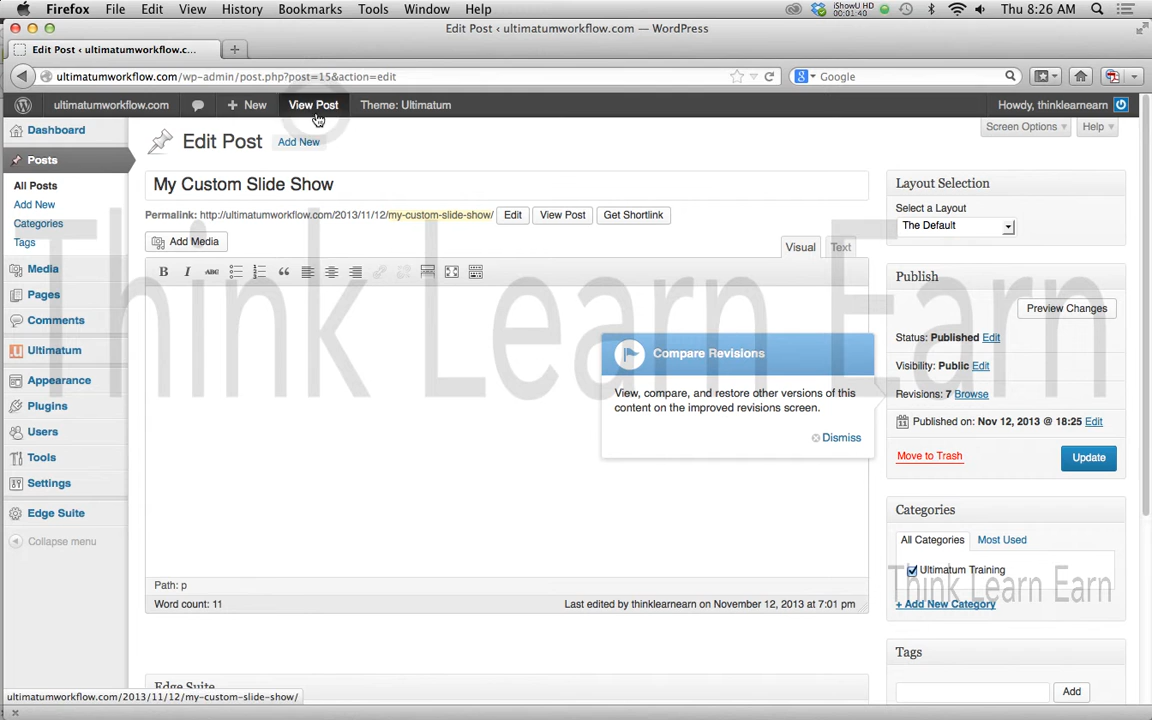 Firefox File Edit View History Bookmarks Tools Window Help iShowU HD 00:01:40 Thu 8:26 AM
Edit Post ‹ ultimatumworkflow.com — WordPress
Edit Post ‹ ultimatumworkflow.c... +
ultimatumworkflow.com/wp-admin/post.php?post=15&action=edit Google
ultimatumworkflow.com + New View Post Theme: Ultimatum Howdy, thinklearnearn
Dashboard
Posts
All Posts
Add New
Categories
Tags
Media
Pages
Comments
Ultimatum
Appearance
Plugins
Users
Tools
Settings
Edge Suite
Collapse menu
Screen Options Help
Edit Post Add New
My Custom Slide Show
Permalink: http://ultimatumworkflow.com/2013/11/12/my-custom-slide-show/ Edit View Post Get Shortlink
Add Media Visual Text
B I ABC
Think Learn Earn
Compare Revisions
View, compare, and restore other versions of this
content on the improved revisions screen.
Dismiss
Path: p
Word count: 11 Last edited by thinklearnearn on November 12, 2013 at 7:01 pm
Edge Suite
Layout Selection
Select a Layout
The Default
Publish
Preview Changes
Status: Published Edit
Visibility: Public Edit
Revisions: 7 Browse
11 Published on: Nov 12, 2013 @ 18:25 Edit
Move to Trash Update
Categories
All Categories Most Used
Ultimatum Training
Think Learn Earn
+ Add New Category
Tags
Add
ultimatumworkflow.com/2013/11/12/my-custom-slide-show/